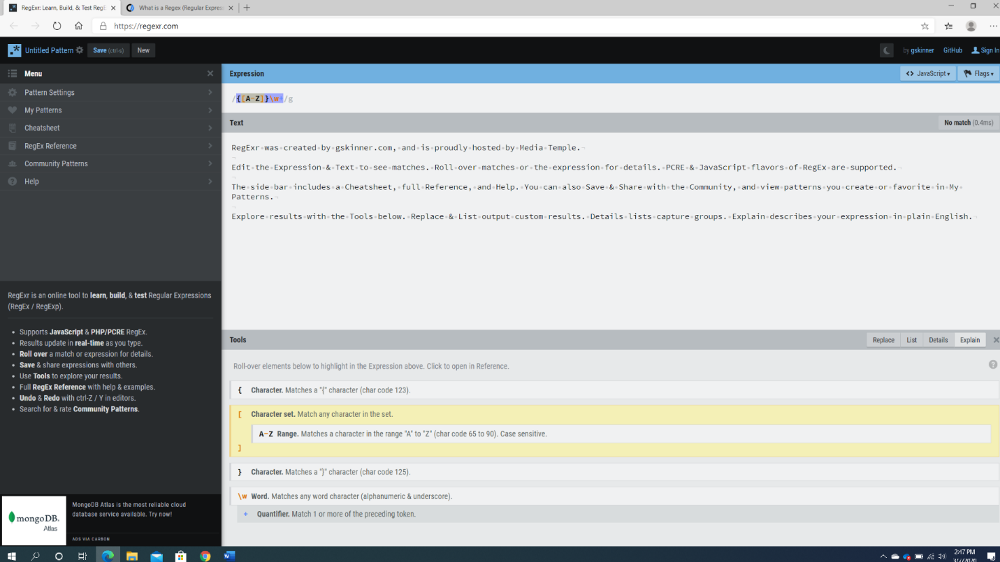 RegExr: Learn, Build, & Test RegE
What is a Regex (Regular Expres
https://regexr.com
Untitled Pattern
Save (ctrl-s)
New
by gskinner
GitHub
Sign In
Menu
Pattern Settings
My Patterns
Cheatsheet
RegEx Reference
Community Patterns
Help
RegExr is an online tool to learn, build, & test Regular Expressions
(RegEx / RegExp).
• Supports JavaScript & PHP/PCRE RegEx.
• Results update in real-time as you type.
• Roll over a match or expression for details.
• Save & share expressions with others.
• Use Tools to explore your results.
• Full RegEx Reference with help & examples.
• Undo & Redo with ctrl-Z / Y in editors.
• Search for & rate Community Patterns.
mongoDB.
Atlas
MongoDB Atlas is the most reliable cloud
database service available. Try now!
ADS VIA CARBON
Expression
<> JavaScript
Flags
/{[A-Z]}\w+/g
Text
No match (0.4ms)
RegExr was created by gskinner.com, and is proudly hosted by Media Temple.
Edit the Expression & Text to see matches. Roll over matches or the expression for details. PCRE & JavaScript flavors of RegEx are supported.
The side bar includes a Cheatsheet, full Reference, and Help. You can also Save & Share with the Community, and view patterns you create or favorite in My
Patterns.
Explore results with the Tools below. Replace & List output custom results. Details lists capture groups. Explain describes your expression in plain English.
Tools
Replace
List
Details
Explain
Roll-over elements below to highlight in the Expression above. Click to open in Reference.
{ Character. Matches a "{" character (char code 123).
[ Character set. Match any character in the set.
A-Z Range. Matches a character in the range "A" to "Z" (char code 65 to 90). Case sensitive.
]
} Character. Matches a "}" character (char code 125).
\w Word. Matches any word character (alphanumeric & underscore).
+ Quantifier. Match 1 or more of the preceding token.
2:47 PM
3/7/2020